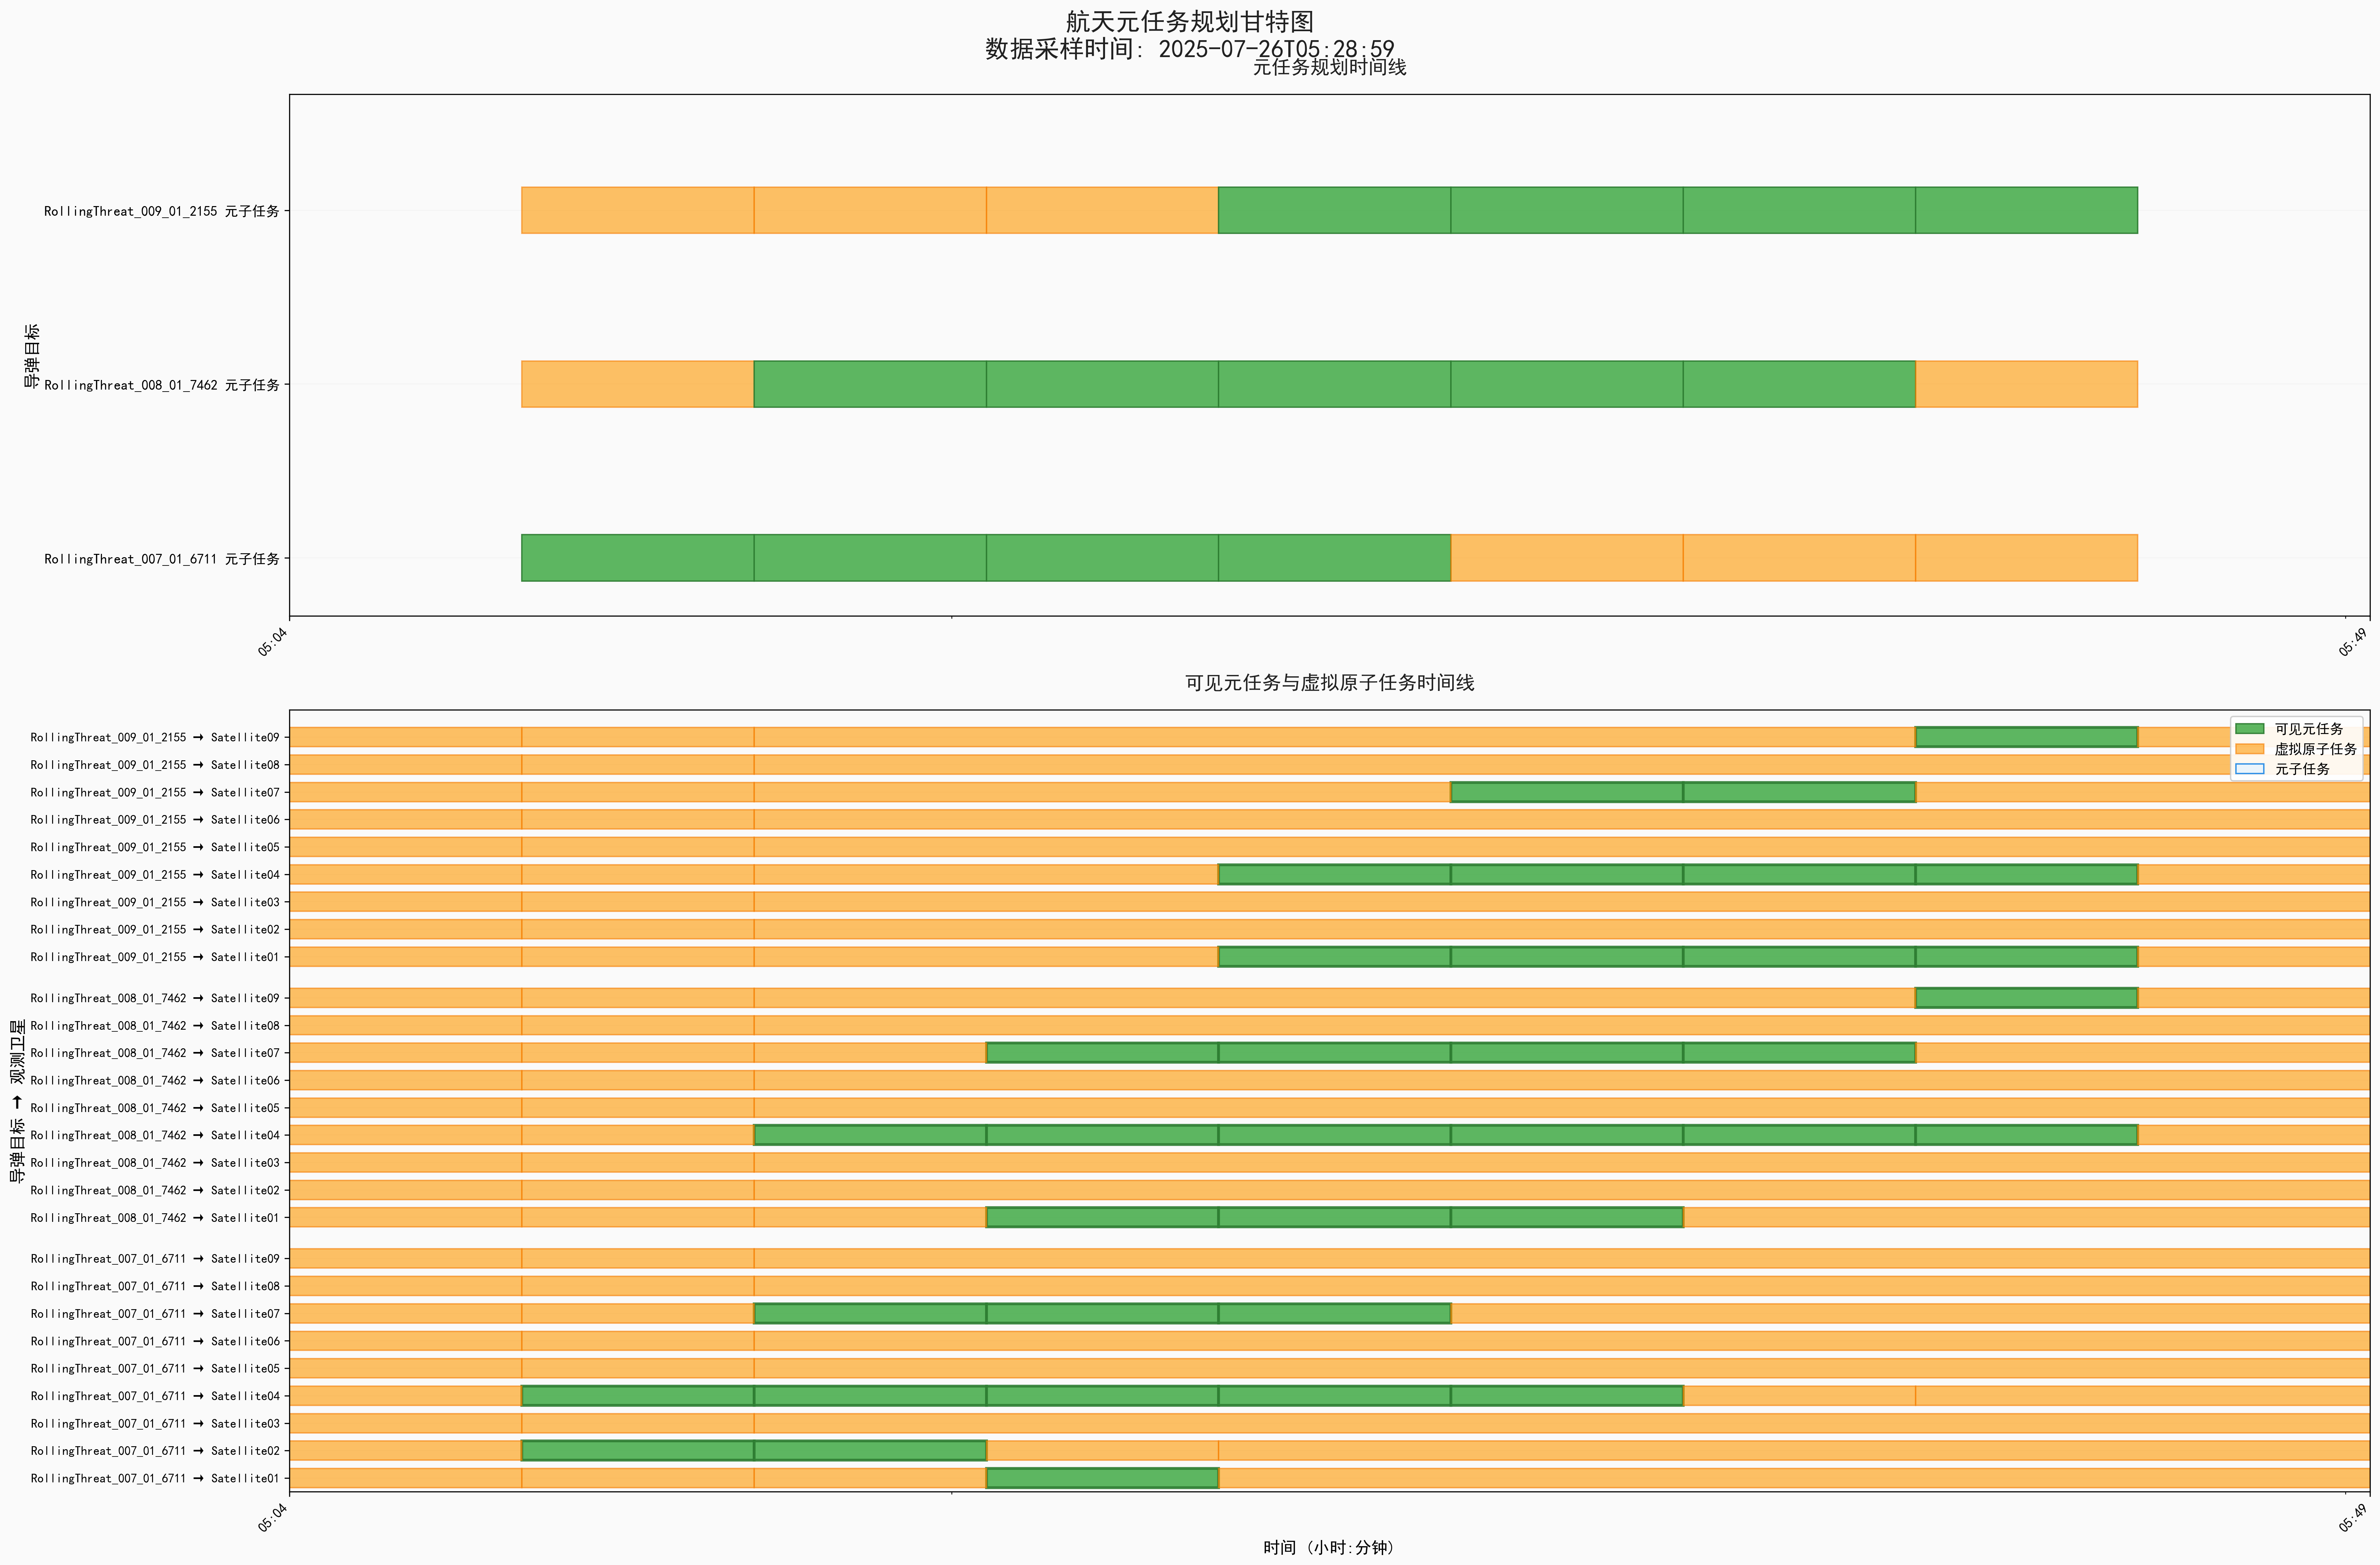 航天元任务规划甘特图
数据采样时间: 2025-07-26T05:28:59
元任务规划时间线
导弹目标
RollingThreat_009_01_2155 元子任务
RollingThreat_008_01_7462 元子任务
RollingThreat_007_01_6711 元子任务
05:04
05:49
可见元任务与虚拟原子任务时间线
导弹目标 → 观测卫星
RollingThreat_009_01_2155 → Satellite09
RollingThreat_009_01_2155 → Satellite08
RollingThreat_009_01_2155 → Satellite07
RollingThreat_009_01_2155 → Satellite06
RollingThreat_009_01_2155 → Satellite05
RollingThreat_009_01_2155 → Satellite04
RollingThreat_009_01_2155 → Satellite03
RollingThreat_009_01_2155 → Satellite02
RollingThreat_009_01_2155 → Satellite01
RollingThreat_008_01_7462 → Satellite09
RollingThreat_008_01_7462 → Satellite08
RollingThreat_008_01_7462 → Satellite07
RollingThreat_008_01_7462 → Satellite06
RollingThreat_008_01_7462 → Satellite05
RollingThreat_008_01_7462 → Satellite04
RollingThreat_008_01_7462 → Satellite03
RollingThreat_008_01_7462 → Satellite02
RollingThreat_008_01_7462 → Satellite01
RollingThreat_007_01_6711 → Satellite09
RollingThreat_007_01_6711 → Satellite08
RollingThreat_007_01_6711 → Satellite07
RollingThreat_007_01_6711 → Satellite06
RollingThreat_007_01_6711 → Satellite05
RollingThreat_007_01_6711 → Satellite04
RollingThreat_007_01_6711 → Satellite03
RollingThreat_007_01_6711 → Satellite02
RollingThreat_007_01_6711 → Satellite01
可见元任务
虚拟原子任务
元子任务
05:04
05:49
时间 (小时:分钟)